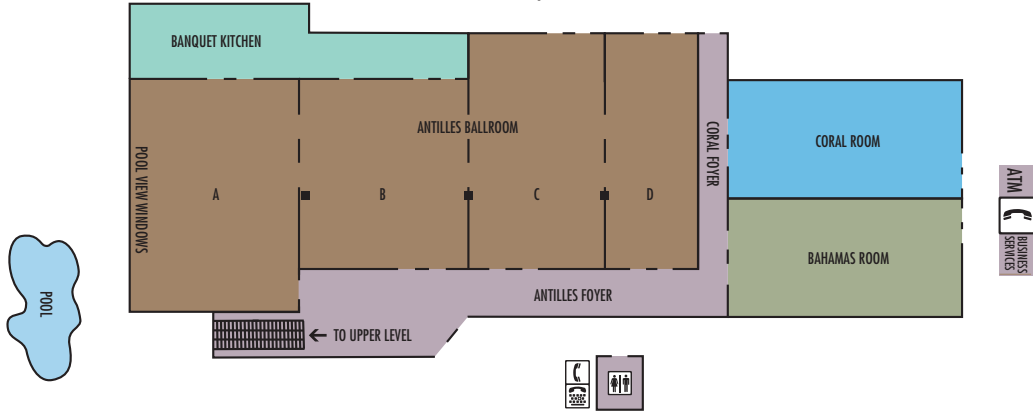 BANQUET KITCHEN
ANTILLES BALLROOM
POOL VIEW WINDOWS
A
B
C
D
CORAL FOYER
CORAL ROOM
BAHAMAS ROOM
ATM
BUSINESS
SERVICES
POOL
ANTILLES FOYER
TO UPPER LEVEL